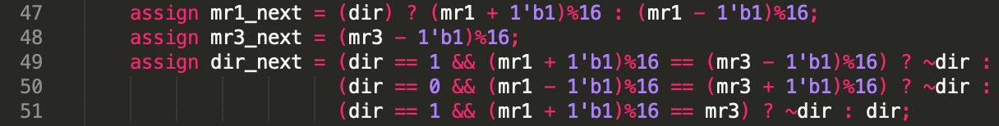 47 assign mr1_next = (dir) ? (mr1 + 1'b1)%16 : (mr1 - 1'b1)%16;
48 assign mr3_next = (mr3 - 1'b1)%16;
49 assign dir_next = (dir == 1 && (mr1 + 1'b1)%16 == (mr3 - 1'b1)%16) ? ~dir :
50 (dir == 0 && (mr1 - 1'b1)%16 == (mr3 + 1'b1)%16) ? ~dir :
51 (dir == 1 && (mr1 + 1'b1)%16 == mr3) ? ~dir : dir;